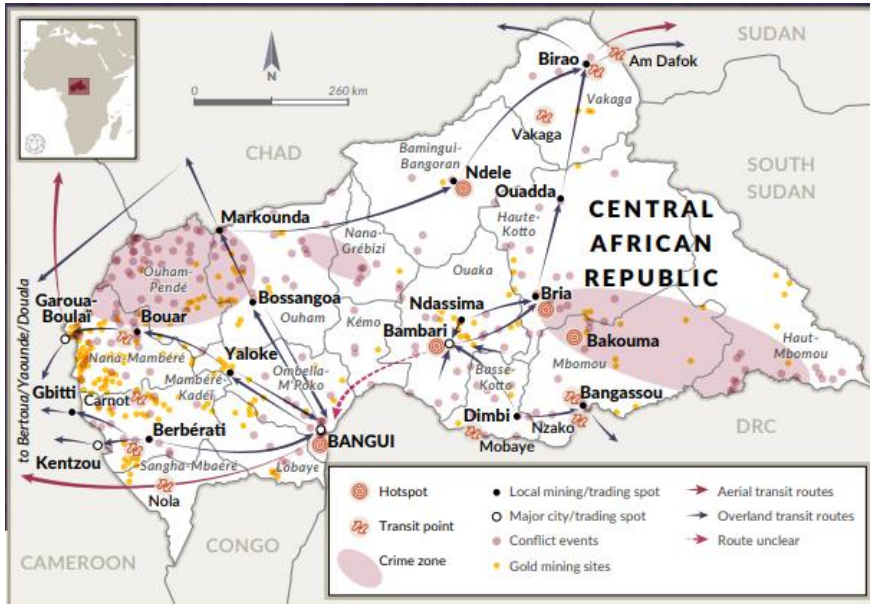 SUDAN
Birao
Am Dafok
Vakaga
Vakaga
N
0
260 km
CHAD
Bamingui-
Bangoran
Ndele
Ouadda
SOUTH
SUDAN
Markounda
Nana-
Grébizi
Haute-
Kotto
CENTRAL
AFRICAN
REPUBLIC
Ouham-
Pendé
Ouaka
Garoua-
Boulaï
Bouar
Bossangoa
Ouham
Kémo
Ndassima
Bria
Bambari
Bakouma
Nana-Mambéré
Yaloke
Ombella-
M'Poko
Basse-
Kotto
Mbomou
Haut-
Mbomou
Gbitti
Mambéré-
Kadéï
Carnot
Bangassou
Dimbi
Nzako
Mobaye
DRC
Berbérati
BANGUI
Kentzou
Sangha-Mbaéré
Lobaye
Nola
to Bertoua/Yaounde/Douala
CAMEROON
CONGO
Hotspot
Transit point
Crime zone
Local mining/trading spot
Major city/trading spot
Conflict events
Gold mining sites
Aerial transit routes
Overland transit routes
Route unclear